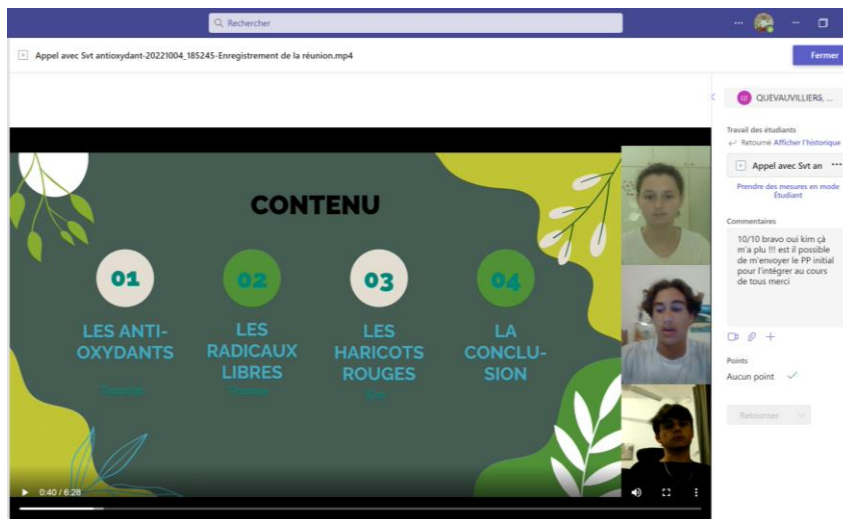 Rechercher
Appel avec Svt antioxydant-20221004_185245-Enregistrement de la réunion.mp4
Fermer
CONTENU
01
02
03
04
LES ANTI-
OXYDANTS
LES
RADICAUX
LIBRES
Thomas
LES
HARICOTS
ROUGES
Kim
LA
CONCLU-
SION
0:40 / 6:28
QUEVAUVILLIERS, ...
Travail des étudiants
Retourné Afficher l'historique
Appel avec Svt an ...
Prendre des mesures en mode
Étudiant
Commentaires
10/10 bravo oui kim çà
m'a plu !!! est il possible
de m'envoyer le PP initial
pour l'intégrer au cours
de tous merci
Points
Aucun point
Retourner